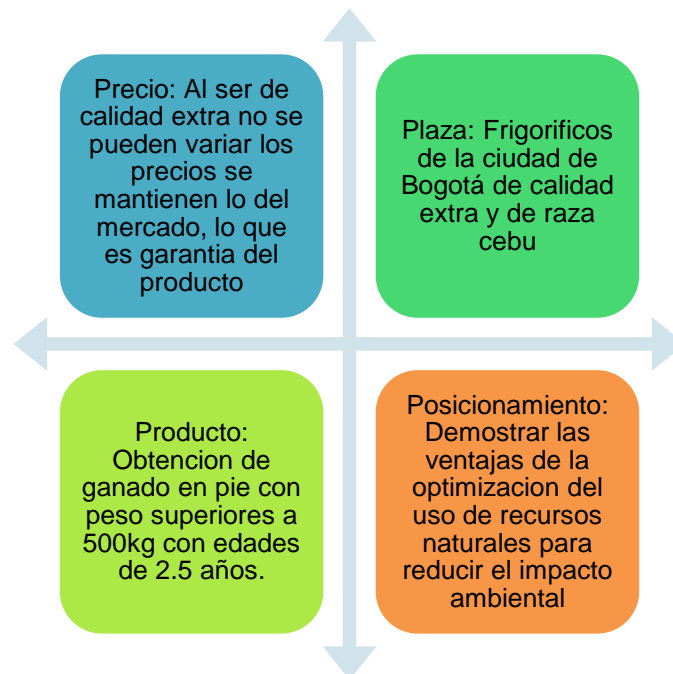 Precio: Al ser de
calidad extra no se
pueden variar los
precios se
mantienen lo del
mercado, lo que
es garantia del
producto
Plaza: Frigorificos
de la ciudad de
Bogotá de calidad
extra y de raza
cebu
Producto:
Obtencion de
ganado en pie con
peso superiores a
500kg con edades
de 2.5 años.
Posicionamiento:
Demostrar las
ventajas de la
optimizacion del
uso de recursos
naturales para
reducir el impacto
ambiental